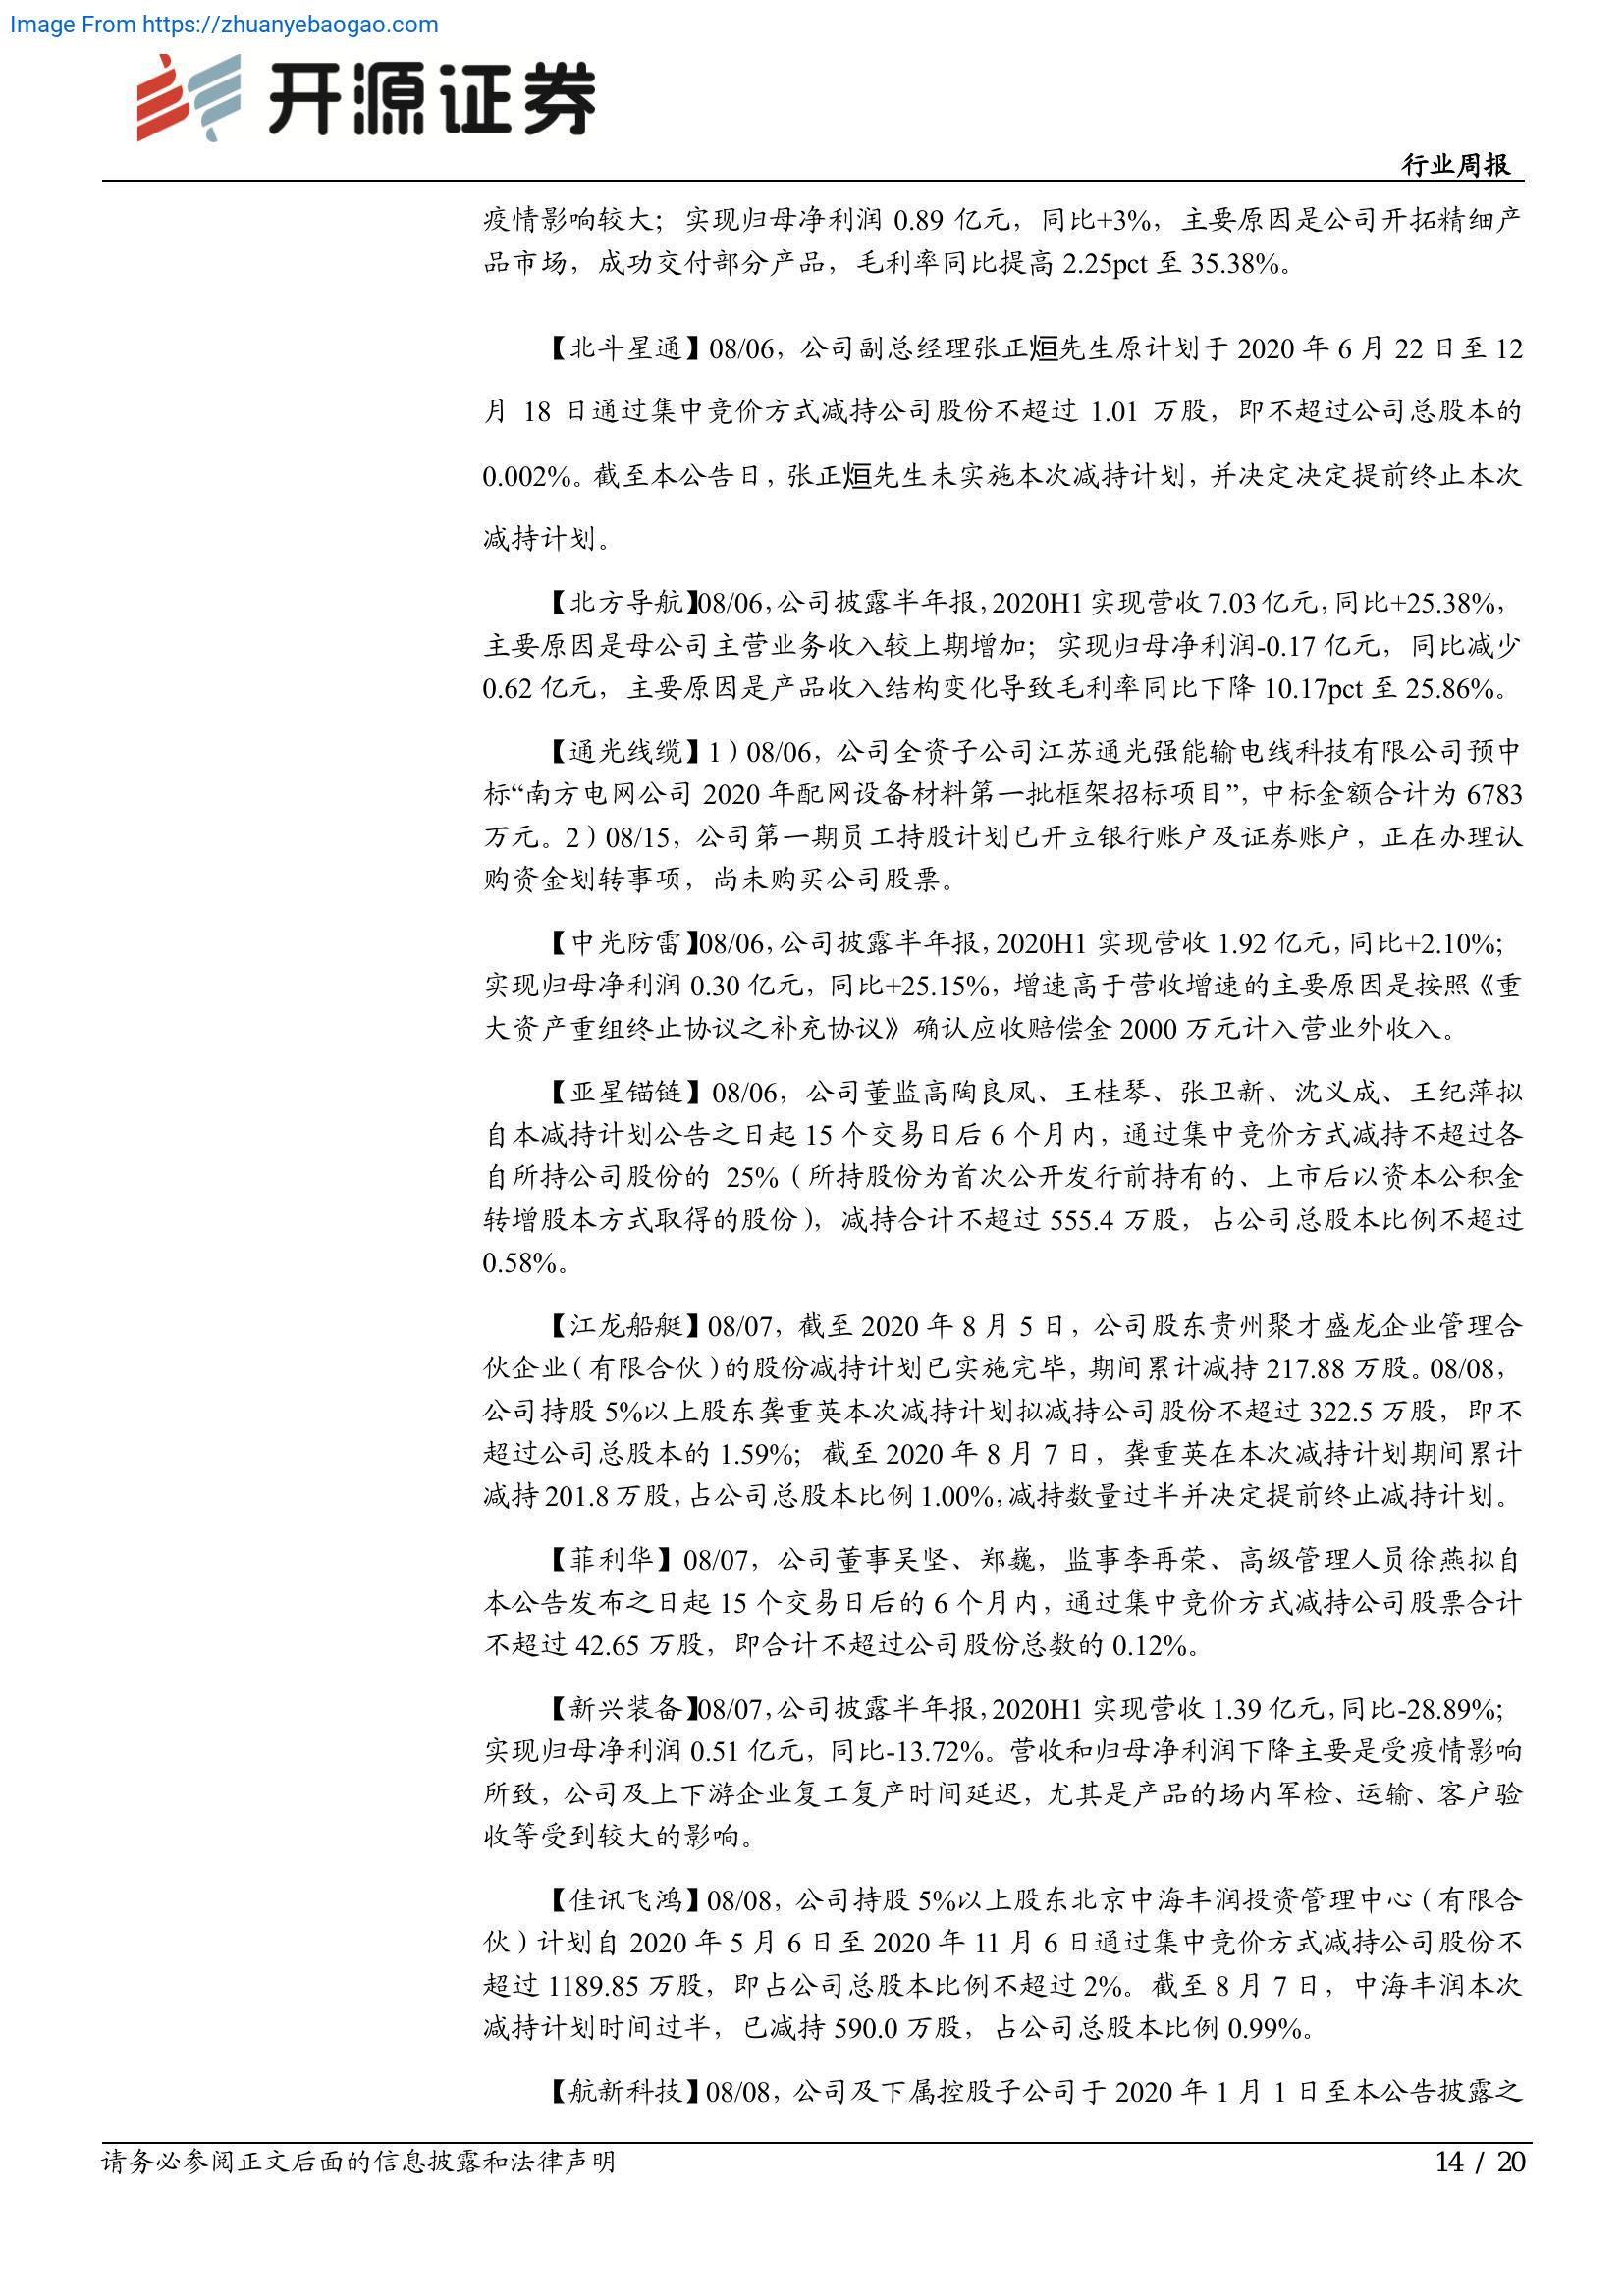 Image From https://zhuanyebaogao.com
开源证券
行业周报
疫情影响较大；实现归母净利润 0.89 亿元，同比+3%，主要原因是公司开拓精细产
品市场，成功交付部分产品，毛利率同比提高 2.25pct 至 35.38%。
【北斗星通】08/06，公司副总经理张正烜先生原计划于 2020 年 6 月 22 日至 12
月 18 日通过集中竞价方式减持公司股份不超过 1.01 万股，即不超过公司总股本的
0.002%。截至本公告日，张正烜先生未实施本次减持计划，并决定决定提前终止本次
减持计划。
【北方导航】08/06，公司披露半年报，2020H1 实现营收 7.03 亿元，同比+25.38%，
主要原因是母公司主营业务收入较上期增加；实现归母净利润-0.17 亿元，同比减少
0.62 亿元，主要原因是产品收入结构变化导致毛利率同比下降 10.17pct 至 25.86%。
【通光线缆】1）08/06，公司全资子公司江苏通光强能输电线科技有限公司预中
标“南方电网公司 2020 年配网设备材料第一批框架招标项目”，中标金额合计为 6783
万元。2）08/15，公司第一期员工持股计划已开立银行账户及证券账户，正在办理认
购资金划转事项，尚未购买公司股票。
【中光防雷】08/06，公司披露半年报，2020H1 实现营收 1.92 亿元，同比+2.10%；
实现归母净利润 0.30 亿元，同比+25.15%，增速高于营收增速的主要原因是按照《重
大资产重组终止协议之补充协议》确认应收赔偿金 2000 万元计入营业外收入。
【亚星锚链】08/06，公司董监高陶良凤、王桂琴、张卫新、沈义成、王纪萍拟
自本减持计划公告之日起 15 个交易日后 6 个月内，通过集中竞价方式减持不超过各
自所持公司股份的 25%（所持股份为首次公开发行前持有的、上市后以资本公积金
转增股本方式取得的股份），减持合计不超过 555.4 万股，占公司总股本比例不超过
0.58%。
【江龙船艇】08/07，截至 2020 年 8 月 5 日，公司股东贵州聚才盛龙企业管理合
伙企业（有限合伙）的股份减持计划已实施完毕，期间累计减持 217.88 万股。08/08，
公司持股 5%以上股东龚重英本次减持计划拟减持公司股份不超过 322.5 万股，即不
超过公司总股本的 1.59%；截至 2020 年 8 月 7 日，龚重英在本次减持计划期间累计
减持 201.8 万股，占公司总股本比例 1.00%，减持数量过半并决定提前终止减持计划。
【菲利华】08/07，公司董事吴坚、郑巍，监事李再荣、高级管理人员徐燕拟自
本公告发布之日起 15 个交易日后的 6 个月内，通过集中竞价方式减持公司股票合计
不超过 42.65 万股，即合计不超过公司股份总数的 0.12%。
【新兴装备】08/07，公司披露半年报，2020H1 实现营收 1.39 亿元，同比-28.89%；
实现归母净利润 0.51 亿元，同比-13.72%。营收和归母净利润下降主要是受疫情影响
所致，公司及上下游企业复工复产时间延迟，尤其是产品的场内军检、运输、客户验
收等受到较大的影响。
【佳讯飞鸿】08/08，公司持股 5%以上股东北京中海丰润投资管理中心（有限合
伙）计划自 2020 年 5 月 6 日至 2020 年 11 月 6 日通过集中竞价方式减持公司股份不
超过 1189.85 万股，即占公司总股本比例不超过 2%。截至 8 月 7 日，中海丰润本次
减持计划时间过半，已减持 590.0 万股，占公司总股本比例 0.99%。
【航新科技】08/08，公司及下属控股子公司于 2020 年 1 月 1 日至本公告披露之
请务必参阅正文后面的信息披露和法律声明
14 / 20